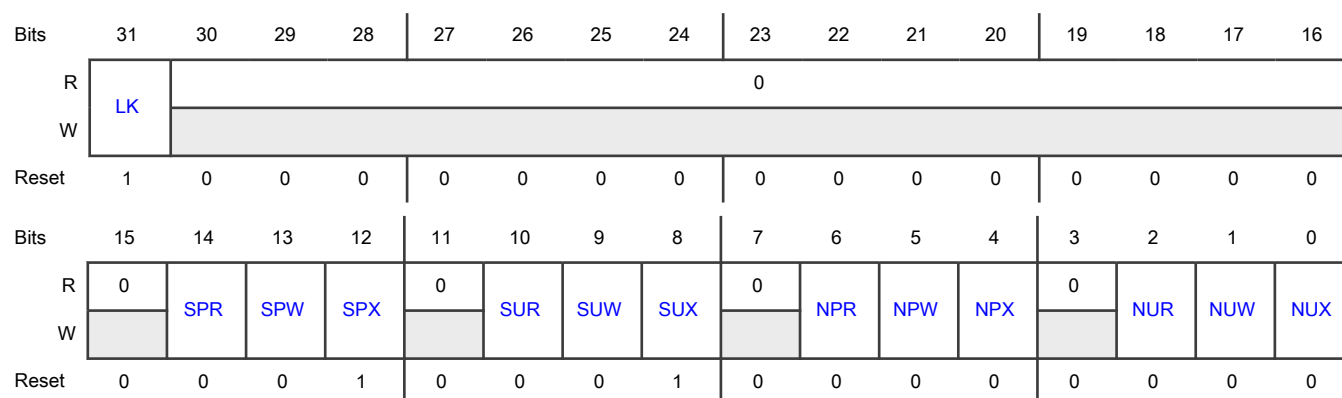 Bits 31 30 29 28 27 26 25 24 23 22 21 20 19 18 17 16
R LK 0
W
Reset 1 0 0 0 0 0 0 0 0 0 0 0 0 0 0 0
Bits 15 14 13 12 11 10 9 8 7 6 5 4 3 2 1 0
R 0 SPR SPW SPX 0 SUR SUW SUX 0 NPR NPW NPX 0 NUR NUW NUX
W
Reset 0 0 0 1 0 0 0 1 0 0 0 0 0 0 0 0